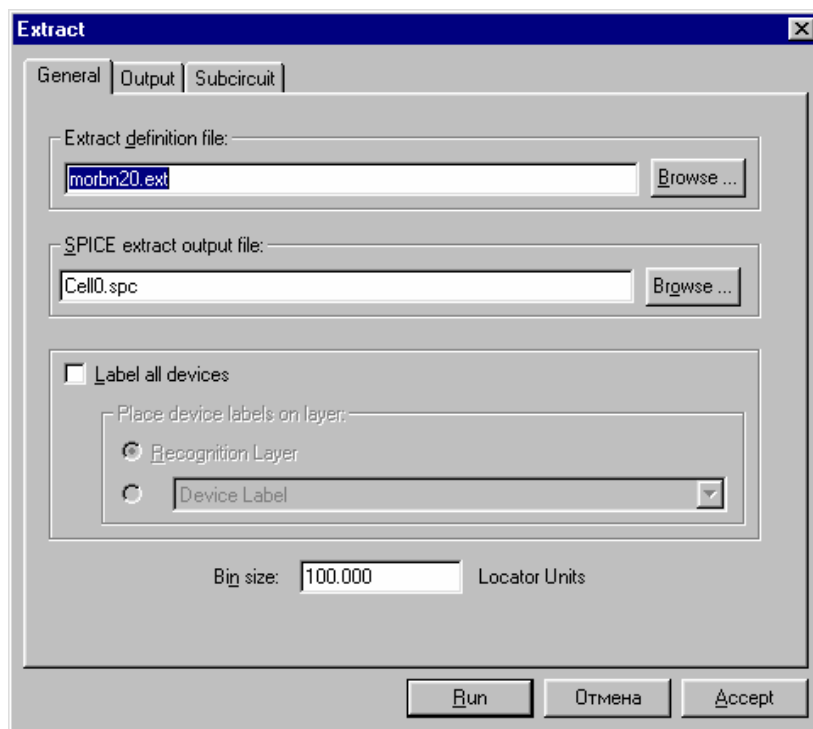 Extract
General Output Subcircuit
Extract definition file:
morbn20.ext Browse ...
SPICE extract output file:
Cell0.spc Browse ...
Label all devices
Place device labels on layer:
Recognition Layer
Device Label
Bin size: 100.000 Locator Units
Run Отмена Accept